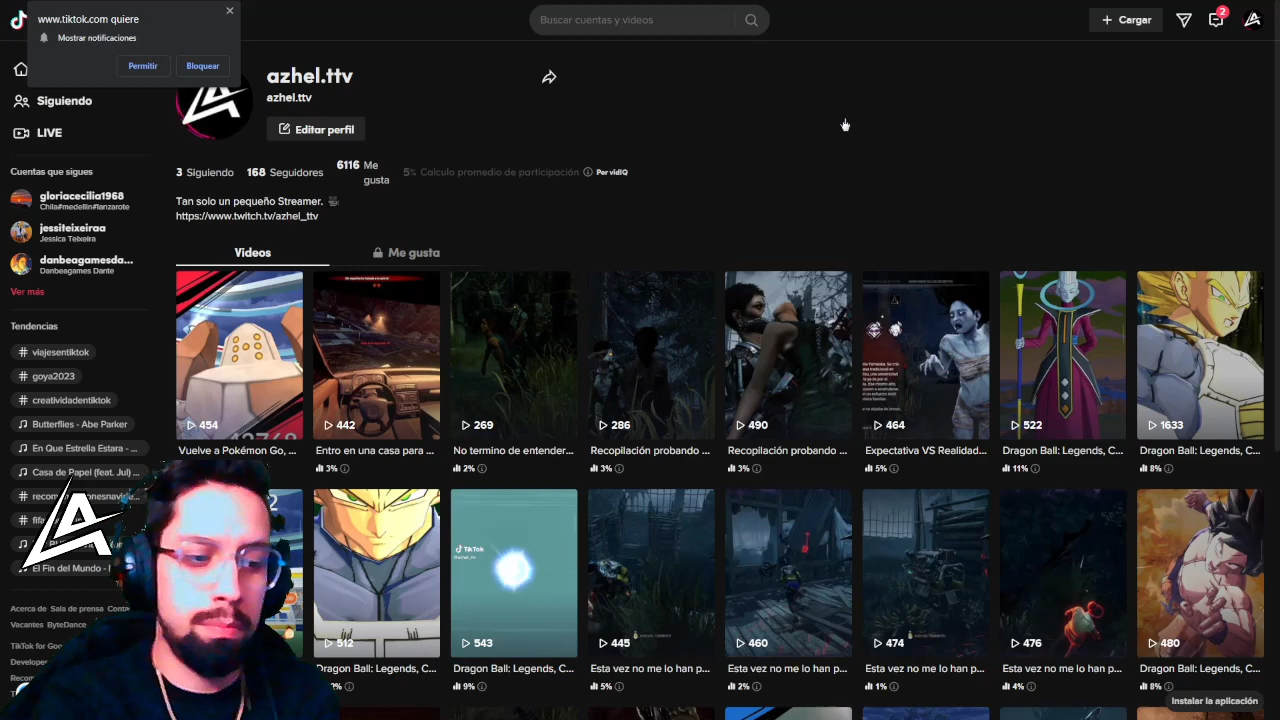 www.tiktok.com quiere
Mostrar notificaciones
Permitir
Bloquear
Buscar cuentas y videos
Cargar
2
Siguiendo
LIVE
Cuentas que sigues
gloriacecilia1968
Chila#medellin#lanzarote
jessiteixeiraa
Jessica Teixeira
danbeagamesda...
Danbeagames Dante
Ver más
Tendencias
# viajesentiktok
# goya2023
# creatividadentiktok
Butterflies - Abe Parker
En Que Estrella Estara - ...
Casa de Papel (feat. Jul) ...
El Fin del Mundo -
Acerca de Sala de prensa
Vacantes ByteDance
azhel.ttv
azhel.ttv
Editar perfil
3 Siguiendo 168 Seguidores 6116 Me gusta
5% Calculo promedio de participación Por vidIQ
Tan solo un pequeño Streamer.
https://www.twitch.tv/azhel_ttv
Videos
Me gusta
454
442
269
286
490
464
522
1633
Vuelve a Pokémon Go, ...
Entro en una casa para ...
No termino de entender...
Recopilación probando ...
Recopilación probando ...
Expectativa VS Realidad...
Dragon Ball: Legends, C...
Dragon Ball: Legends, C...
3%
2%
3%
3%
5%
11%
8%
TikTok
512
543
445
460
474
476
480
Dragon Ball: Legends, C...
Dragon Ball: Legends, C...
Esta vez no me lo han p...
Esta vez no me lo han p...
Esta vez no me lo han p...
Esta vez no me lo han p...
Dragon Ball: Legends, C...
9%
5%
2%
1%
4%
8%
Instalar la aplicación